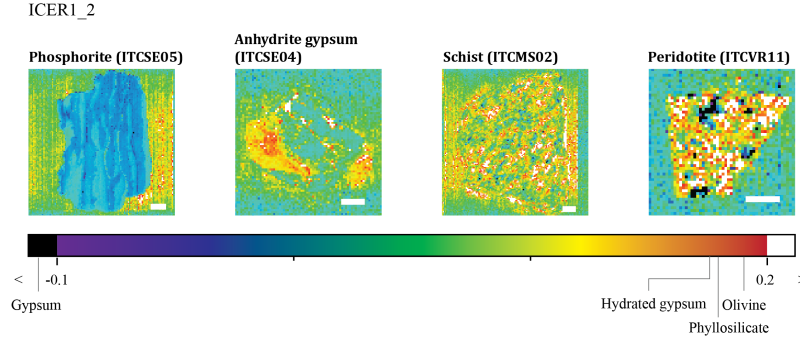 ICER1_2
Phosphorite (ITCSE05)
Anhydrite gypsum
(ITCSE04)
Schist (ITCMS02)
Peridotite (ITCVR11)
< -0.1 0.2
Gypsum
Hydrated gypsum
Olivine
Phyllosilicate